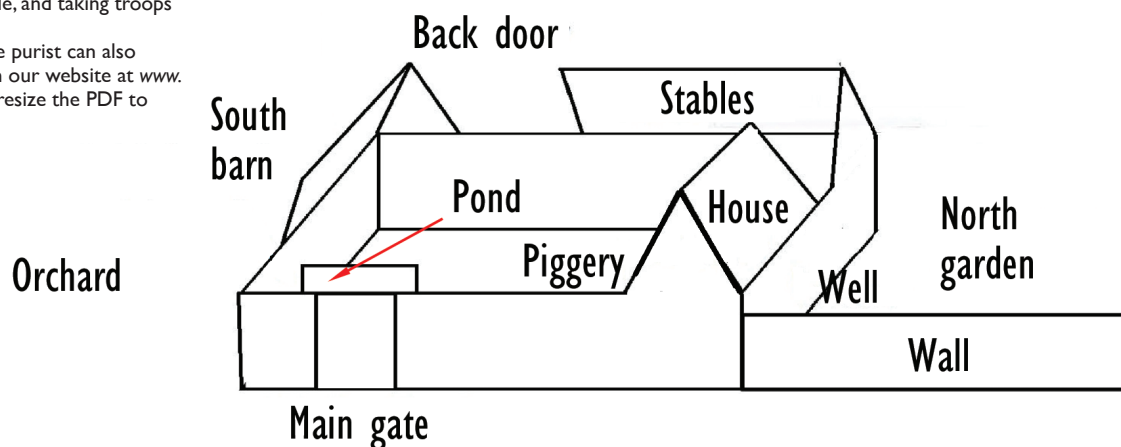 le, and taking troops
e purist can also
n our website at www.
resize the PDF to
Back door
Stables
South
barn
Pond
House
North
garden
Orchard
Piggery
Well
Wall
Main gate